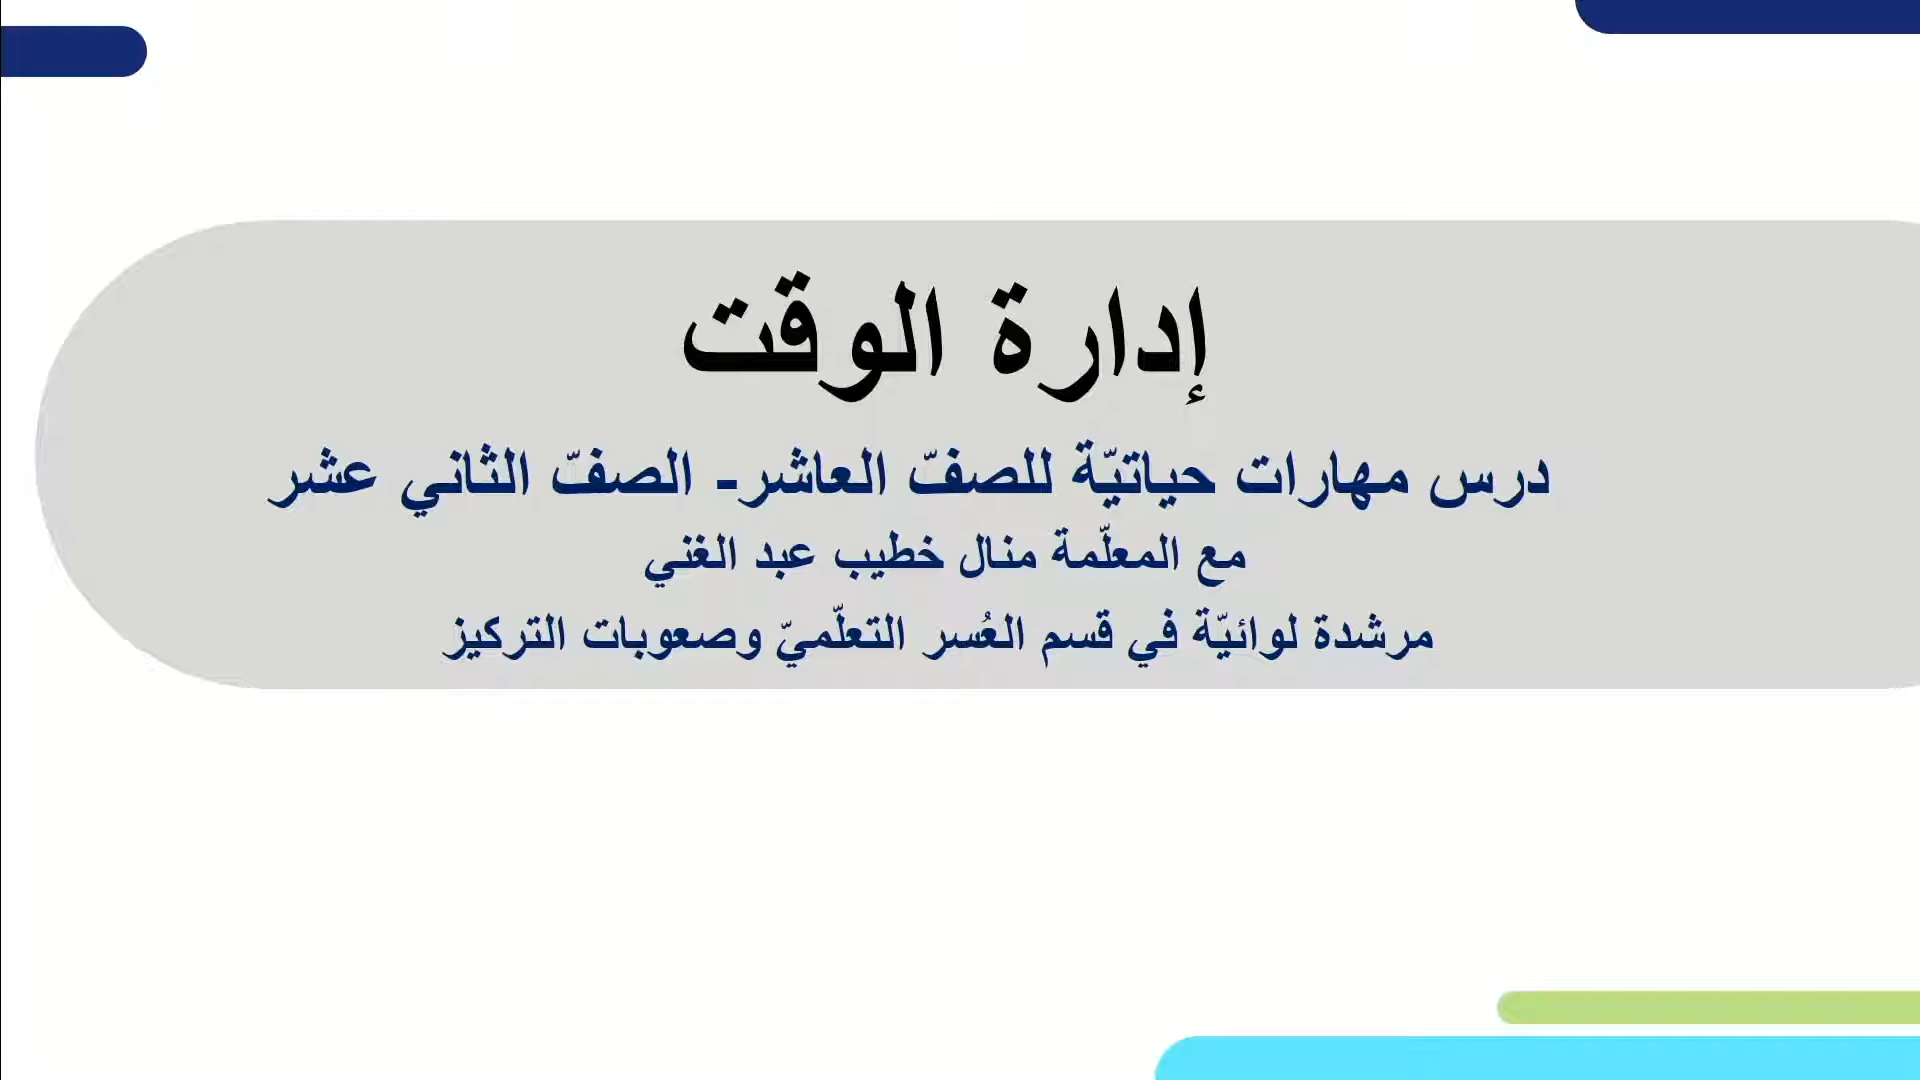 إدارة الوقت
درس مهارات حياتيّة للصفّ العاشر- الصفّ الثاني عشر
مع المعلّمة منال خطيب عبد الغني
مرشدة لوائيّة في قسم العُسر التعلّميّ وصعوبات التركيز